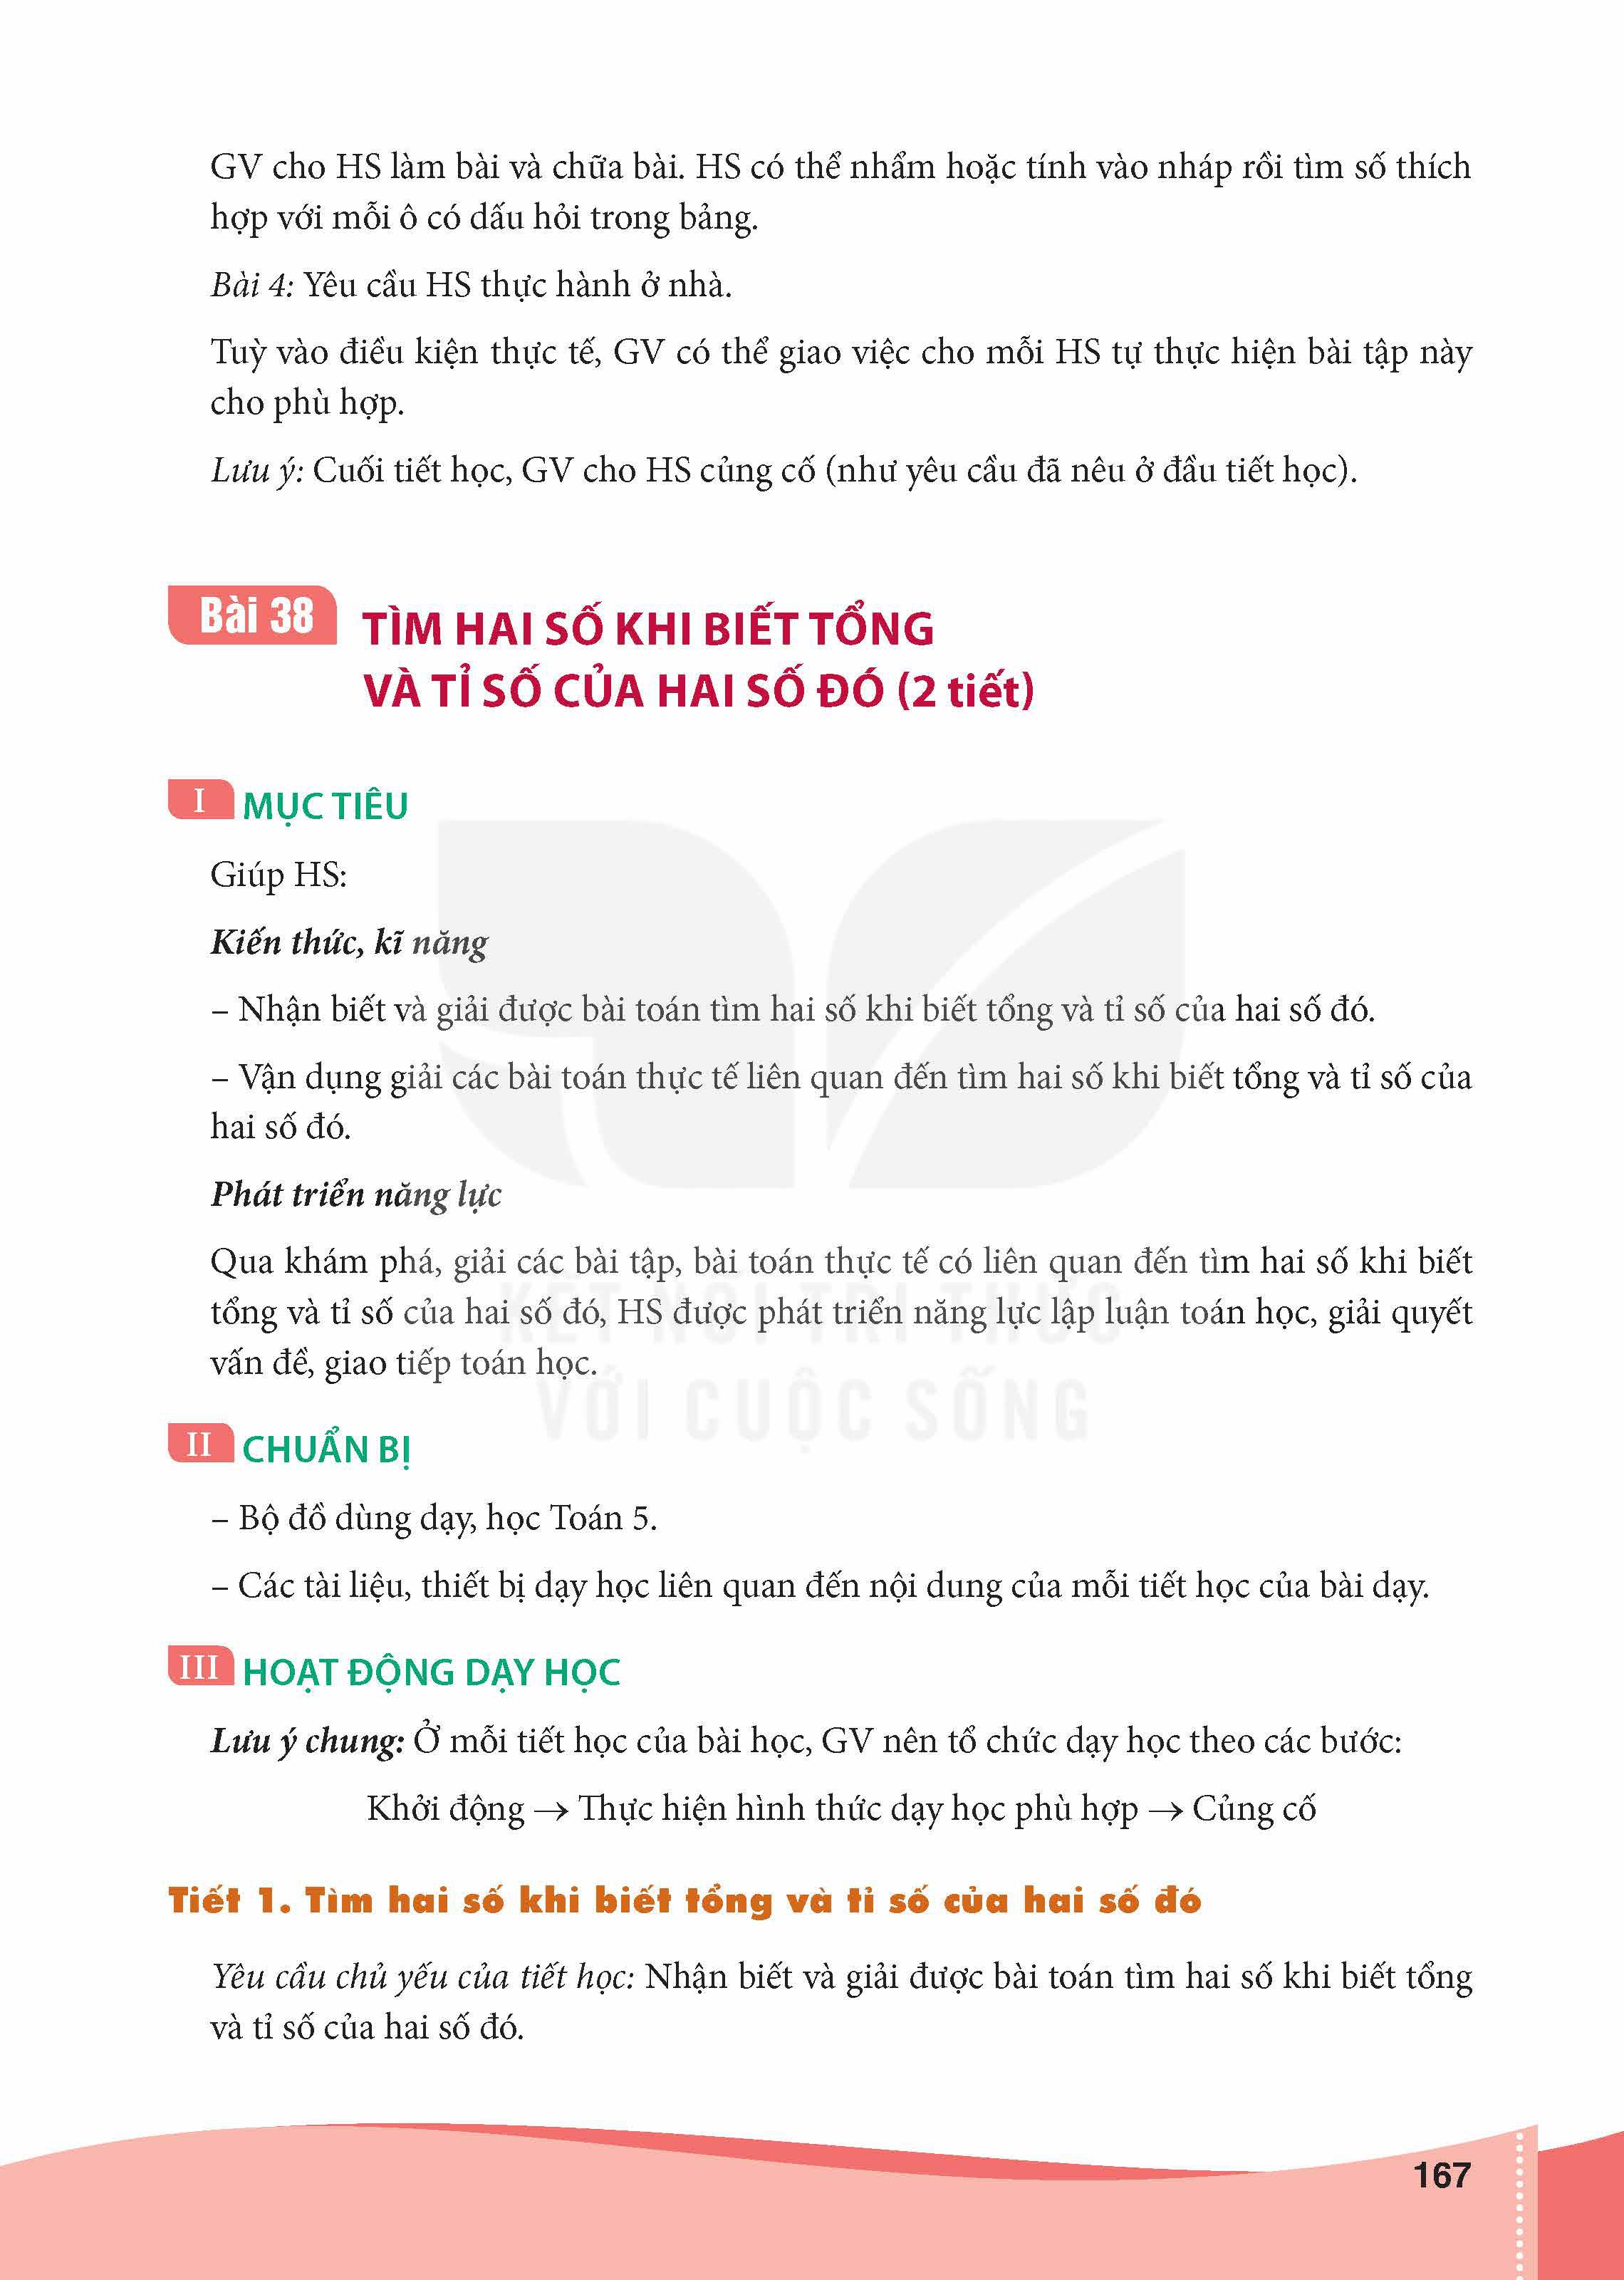 GV cho HS làm bài và chữa bài. HS có thể nhẩm hoặc tính vào nháp rồi tìm số thích
hợp với mỗi ô có dấu hỏi trong bảng.
Bài 4: Yêu cầu HS thực hành ở nhà.
Tuỳ vào điều kiện thực tế, GV có thể giao việc cho mỗi HS tự thực hiện bài tập này
cho phù hợp.
Lưu ý: Cuối tiết học, GV cho HS củng cố (như yêu cầu đã nêu ở đầu tiết học).
Bài 38
TÌM HAI SỐ KHI BIẾT TỔNG
VÀ TỈ SỐ CỦA HAI SỐ ĐÓ (2 tiết)
I MỤC TIÊU
Giúp HS:
Kiến thức, kĩ năng
– Nhận biết và giải được bài toán tìm hai số khi biết tổng và tỉ số của hai số đó.
– Vận dụng giải các bài toán thực tế liên quan đến tìm hai số khi biết tổng và tỉ số của
hai số đó.
Phát triển năng lực
Qua khám phá, giải các bài tập, bài toán thực tế có liên quan đến tìm hai số khi biết
tổng và tỉ số của hai số đó, HS được phát triển năng lực lập luận toán học, giải quyết
vấn đề, giao tiếp toán học.
KẾT NỐI TRI THỨC
VỚI CUỘC SỐNG
II CHUẨN BỊ
– Bộ đồ dùng dạy, học Toán 5.
– Các tài liệu, thiết bị dạy học liên quan đến nội dung của mỗi tiết học của bài dạy.
III HOẠT ĐỘNG DẠY HỌC
Lưu ý chung: Ở mỗi tiết học của bài học, GV nên tổ chức dạy học theo các bước:
Khởi động → Thực hiện hình thức dạy học phù hợp → Củng cố
Tiết 1. Tìm hai số khi biết tổng và tỉ số của hai số đó
Yêu cầu chủ yếu của tiết học: Nhận biết và giải được bài toán tìm hai số khi biết tổng
và tỉ số của hai số đó.
167